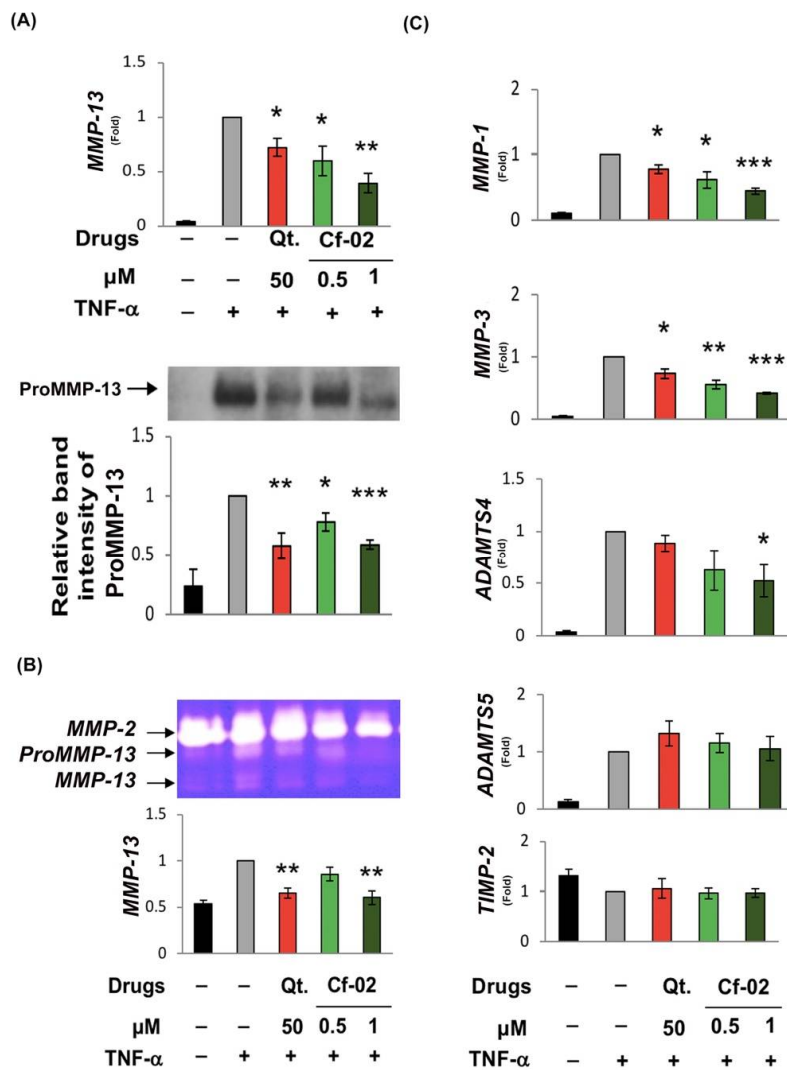 (A)
MMP-13
(Fold)
1.5
1
0.5
0
*
*
**
Drugs – – Qt. Cf-02
µM – – 50 0.5 1
TNF-α – + + + +
ProMMP-13
Relative band
intensity of
ProMMP-13
1.5
1
0.5
0
**
*
***
(B)
MMP-2
ProMMP-13
MMP-13
MMP-13
1.5
1
0.5
0
**
**
Drugs – – Qt. Cf-02
µM – – 50 0.5 1
TNF-α – + + + +
(C)
MMP-1
(Fold)
2
1
0
*
*
***
MMP-3
(Fold)
2
1
0
*
**
***
ADAMTS4
(Fold)
1.5
1
0.5
0
*
ADAMTS5
(Fold)
2
1
0
TIMP-2
(Fold)
2
1
0
Drugs – – Qt. Cf-02
µM – – 50 0.5 1
TNF-α – + + + +